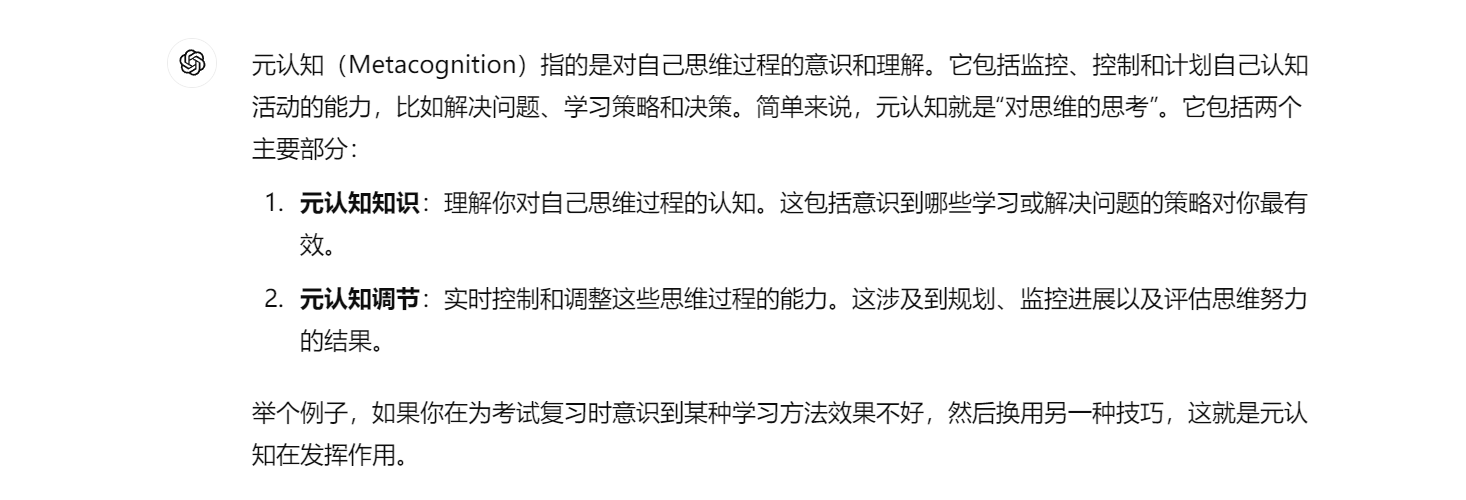 元认知（Metacognition）指的是对自己思维过程的意识和理解。它包括监控、控制和计划自己认知
活动的能力，比如解决问题、学习策略和决策。简单来说，元认知就是“对思维的思考”。它包括两个
主要部分：
1. 元认知知识：理解你对自己思维过程的认知。这包括意识到哪些学习或解决问题的策略对你最有
效。
2. 元认知调节：实时控制和调整这些思维过程的能力。这涉及到规划、监控进展以及评估思维努力
的结果。
举个例子，如果你在为考试复习时意识到某种学习方法效果不好，然后换用另一种技巧，这就是元认
知在发挥作用。